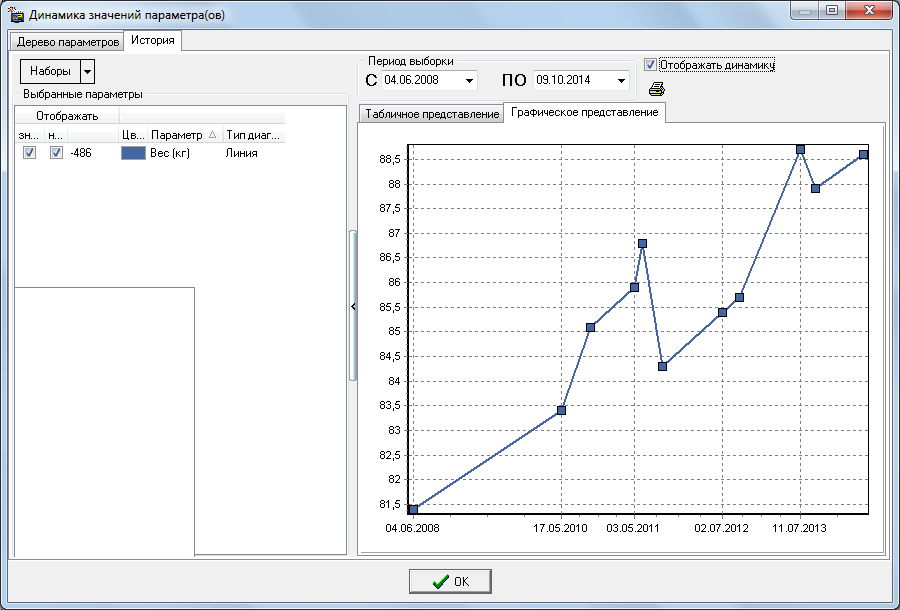 Динамика значений параметра(ов)
Дерево параметров История
Наборы
Выбранные параметры
Отображать
зн... н... Цв... Параметр Тип диаг...
-486 Вес (кг) Линия
Период выборки
С 04.06.2008 ПО 09.10.2014
Отображать динамику
Табличное представление Графическое представление
88,5
88
87,5
87
86,5
86
85,5
85
84,5
84
83,5
83
82,5
82
81,5
04.06.2008 17.05.2010 03.05.2011 02.07.2012 11.07.2013
OK